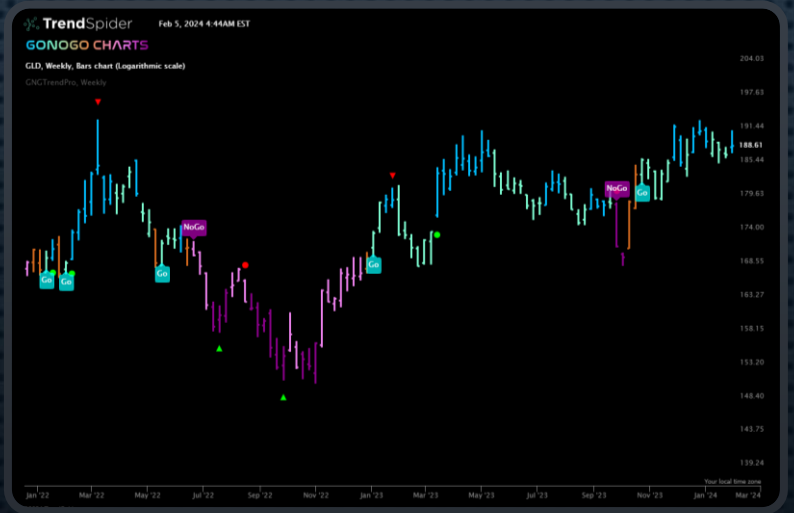 TrendSpider Feb 5, 2024 4:44AM EST
GONOGO CHARTS
GLD, Weekly, Bars chart (Logarithmic scale)
GNGTrendPro, Weekly
204.03
197.63
191.44
188.61
185.44
NoGo Go
179.63
NoGo
174.00
168.55
Go Go Go Go
163.27
158.15
153.20
148.40
143.75
139.24
Your local time zone
Jan '22 Mar '22 May '22 Jul '22 Sep '22 Nov '22 Jan '23 Mar '23 May '23 Jul '23 Sep '23 Nov '23 Jan '24 Mar '24